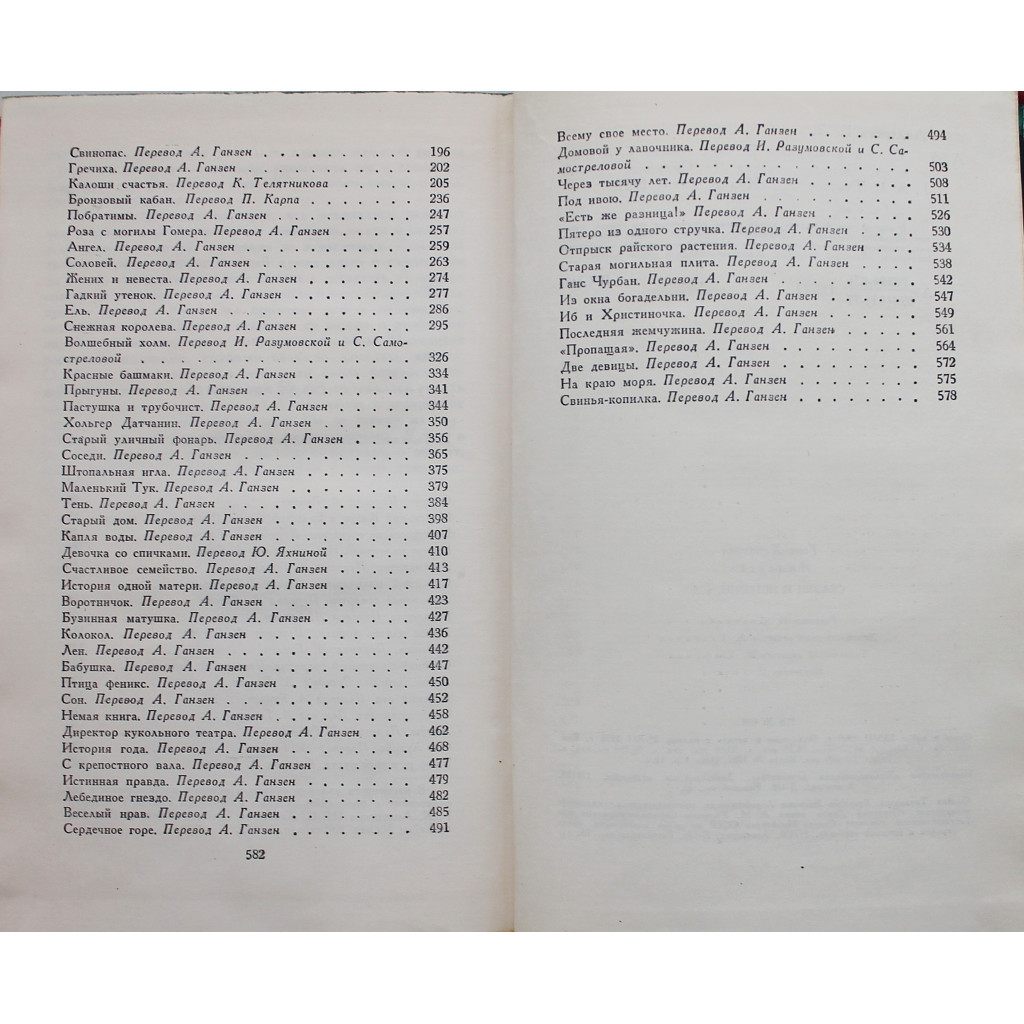 Свинопас. Перевод А. Ганзен . . . . . . . . . . 196
Гречиха. Перевод А. Ганзен . . . . . . . . . . 202
Калоши счастья. Перевод К. Телятникова . . . . . 205
Бронзовый кабан. Перевод П. Карпа . . . . . . . 236
Побратимы. Перевод А. Ганзен . . . . . . . . . 247
Роза с могилы Гомера. Перевод А. Ганзен . . . . . 257
Ангел. Перевод А. Ганзен . . . . . . . . . . . 259
Соловей. Перевод А. Ганзен . . . . . . . . . . 263
Жених и невеста. Перевод А. Ганзен . . . . . . . 274
Гадкий утенок. Перевод А. Ганзен . . . . . . . . 277
Ель. Перевод А. Ганзен . . . . . . . . . . . . 286
Снежная королева. Перевод А. Ганзен . . . . . . . 295
Волшебный холм. Перевод И. Разумовской и С. Само-
стреловой . . . . . . . . . . . . . . . 326
Красные башмаки. Перевод А. Ганзен . . . . . . . 334
Прыгуны. Перевод А. Ганзен . . . . . . . . . . 341
Пастушка и трубочист. Перевод А. Ганзен . . . . . 344
Хольгер Датчанин. Перевод А. Ганзен . . . . . . 350
Старый уличный фонарь. Перевод А. Ганзен . . . . 356
Соседи. Перевод А. Ганзен . . . . . . . . . . . 365
Штопальная игла. Перевод А. Ганзен . . . . . . . 375
Маленький Тук. Перевод А. Ганзен . . . . . . . . 379
Тень. Перевод А. Ганзен . . . . . . . . . . . . 384
Старый дом. Перевод А. Ганзен . . . . . . . . . 398
Капля воды. Перевод А. Ганзен . . . . . . . . . 407
Девочка со спичками. Перевод Ю. Яхниной . . . . . 410
Счастливое семейство. Перевод А. Ганзен . . . . . 413
История одной матери. Перевод А. Ганзен . . . . . 417
Воротничок. Перевод А. Ганзен . . . . . . . . . 423
Бузинная матушка. Перевод А. Ганзен . . . . . . 427
Колокол. Перевод А. Ганзен . . . . . . . . . . 436
Лен. Перевод А. Ганзен . . . . . . . . . . . . 442
Бабушка. Перевод А. Ганзен . . . . . . . . . . 447
Птица феникс. Перевод А. Ганзен . . . . . . . . 450
Сон. Перевод А. Ганзен . . . . . . . . . . . . 452
Немая книга. Перевод А. Ганзен . . . . . . . . . 458
Директор кукольного театра. Перевод А. Ганзен . . . 462
История года. Перевод А. Ганзен . . . . . . . . 468
С крепостного вала. Перевод А. Ганзен . . . . . . 477
Истинная правда. Перевод А. Ганзен . . . . . . . 479
Лебединое гнездо. Перевод А. Ганзен . . . . . . . 482
Веселый нрав. Перевод А. Ганзен . . . . . . . . 485
Сердечное горе. Перевод А. Ганзен . . . . . . . . 491
582
Всему свое место. Перевод А. Ганзен . . . . . . . 494
Домовой у лавочника. Перевод И. Разумовской и С. Са-
мостреловой . . . . . . . . . . . . . . 503
Через тысячу лет. Перевод А. Ганзен . . . . . . . 508
Под ивою. Перевод А. Ганзен . . . . . . . . . . 511
«Есть же разница!» Перевод А. Ганзен . . . . . . 526
Пятеро из одного стручка. Перевод А. Ганзен . . . . 530
Отпрыск райского растения. Перевод А. Ганзен . . . 534
Старая могильная плита. Перевод А. Ганзен . . . . 538
Ганс Чурбан. Перевод А. Ганзен . . . . . . . . . 542
Из окна богадельни. Перевод А. Ганзен . . . . . . 547
Иб и Христиночка. Перевод А. Ганзен . . . . . . 549
Последняя жемчужина. Перевод А. Ганзен . . . . . 561
«Пропащая». Перевод А. Ганзен . . . . . . . . . 564
Две девицы. Перевод А. Ганзен . . . . . . . . . 572
На краю моря. Перевод А. Ганзен . . . . . . . . 575
Свинья-копилка. Перевод А. Ганзен . . . . . . . . 578